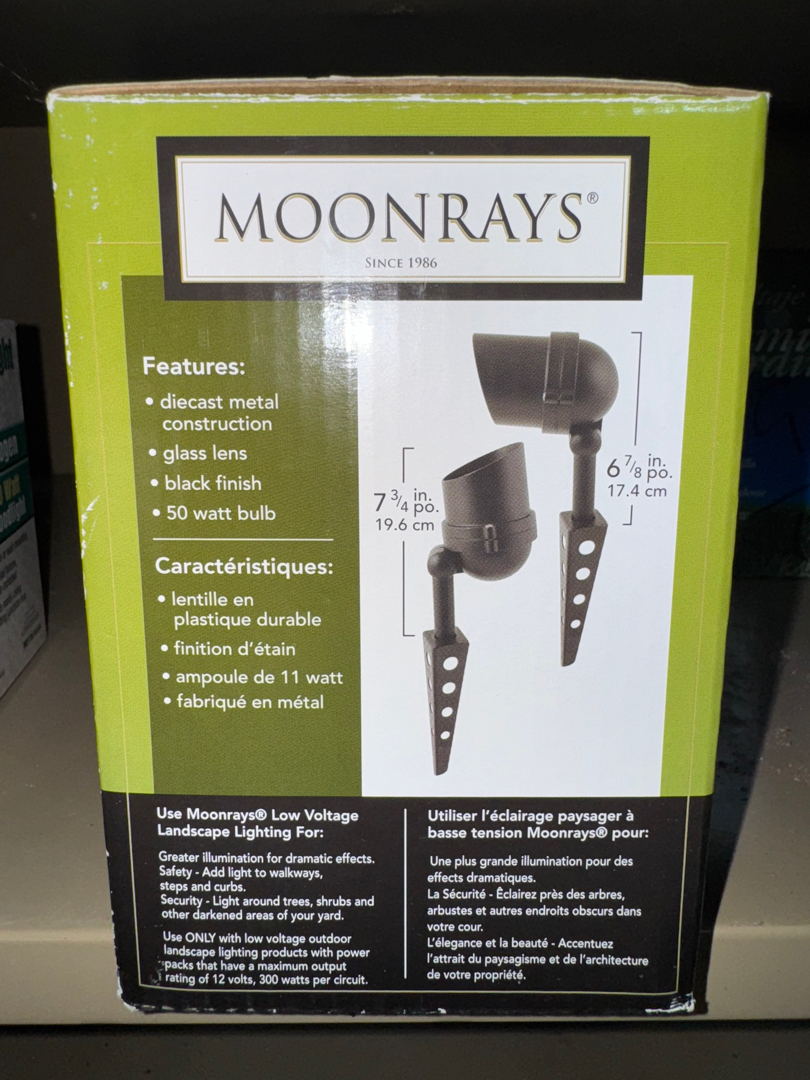 MOONRAYS®
SINCE 1986
Features:
• diecast metal
construction
• glass lens
• black finish
• 50 watt bulb
Caractéristiques:
• lentille en
plastique durable
• finition d'étain
• ampoule de 11 watt
• fabriqué en métal
6 7/8 in. po.
17.4 cm
7 3/4 in. po.
19.6 cm
Use Moonrays® Low Voltage
Landscape Lighting For:
Greater illumination for dramatic effects.
Safety - Add light to walkways,
steps and curbs.
Security - Light around trees, shrubs and
other darkened areas of your yard.
Use ONLY with low voltage outdoor
landscape lighting products with power
packs that have a maximum output
rating of 12 volts, 300 watts per circuit.
Utiliser l'éclairage paysager à
basse tension Moonrays® pour:
Une plus grande illumination pour des
effects dramatiques.
La Sécurité - Êclairez près des arbres,
arbustes et autres endroits obscurs dans
votre cour.
L'élegance et la beauté - Accentuez
l'attrait du paysagisme et de l'architecture
de votre propriété.